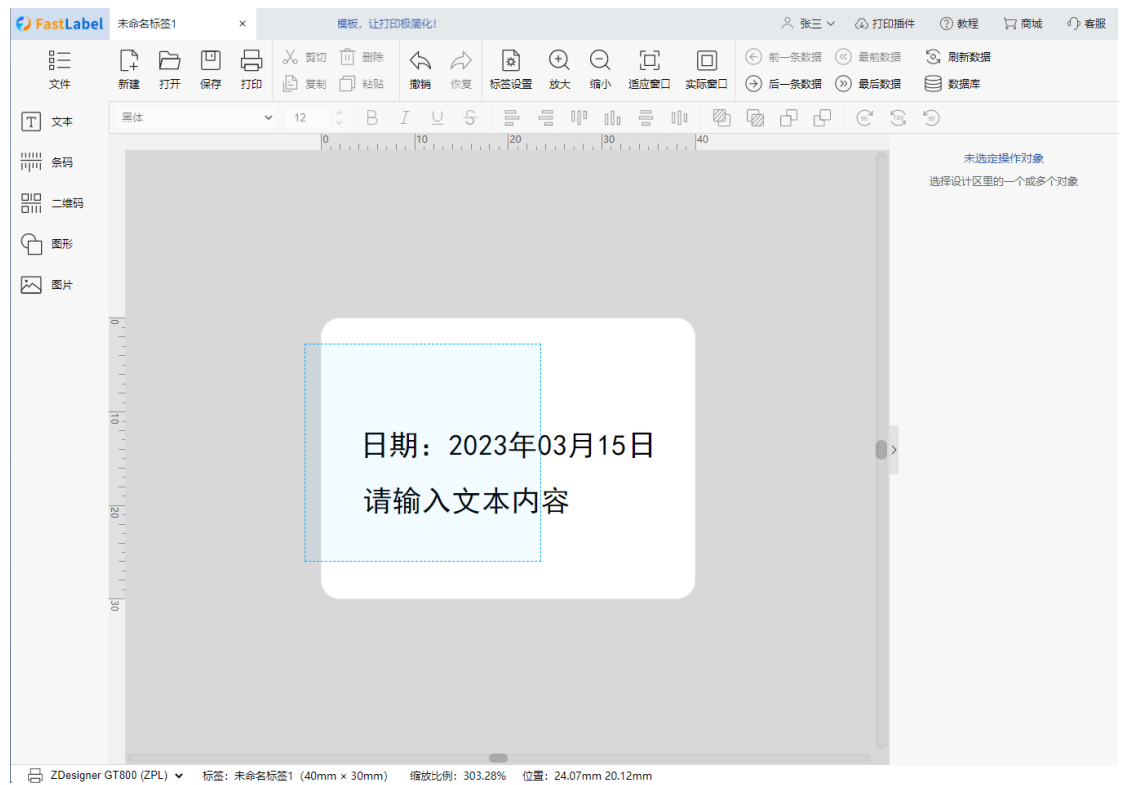 FastLabel 未命名标签1 × 模板，让打印极简化! 张三 打印插件 教程 商城 客服
文件 新建 打开 保存 打印 剪切 删除 复制 粘贴 撤销 恢复 标签设置 放大 缩小 适应窗口 实际窗口 前一条数据 最前数据 刷新数据
后一条数据 最后数据 数据库
文本 黑体 12 B I U S 90 180 90
条码
二维码
图形
图片
0 10 20 30 40
未选定操作对象
选择设计区里的一个或多个对象
0
10
20
30
日期：2023年03月15日
请输入文本内容
ZDesigner GT800 (ZPL) 标签：未命名标签1（40mm × 30mm） 缩放比例：303.28% 位置：24.07mm 20.12mm